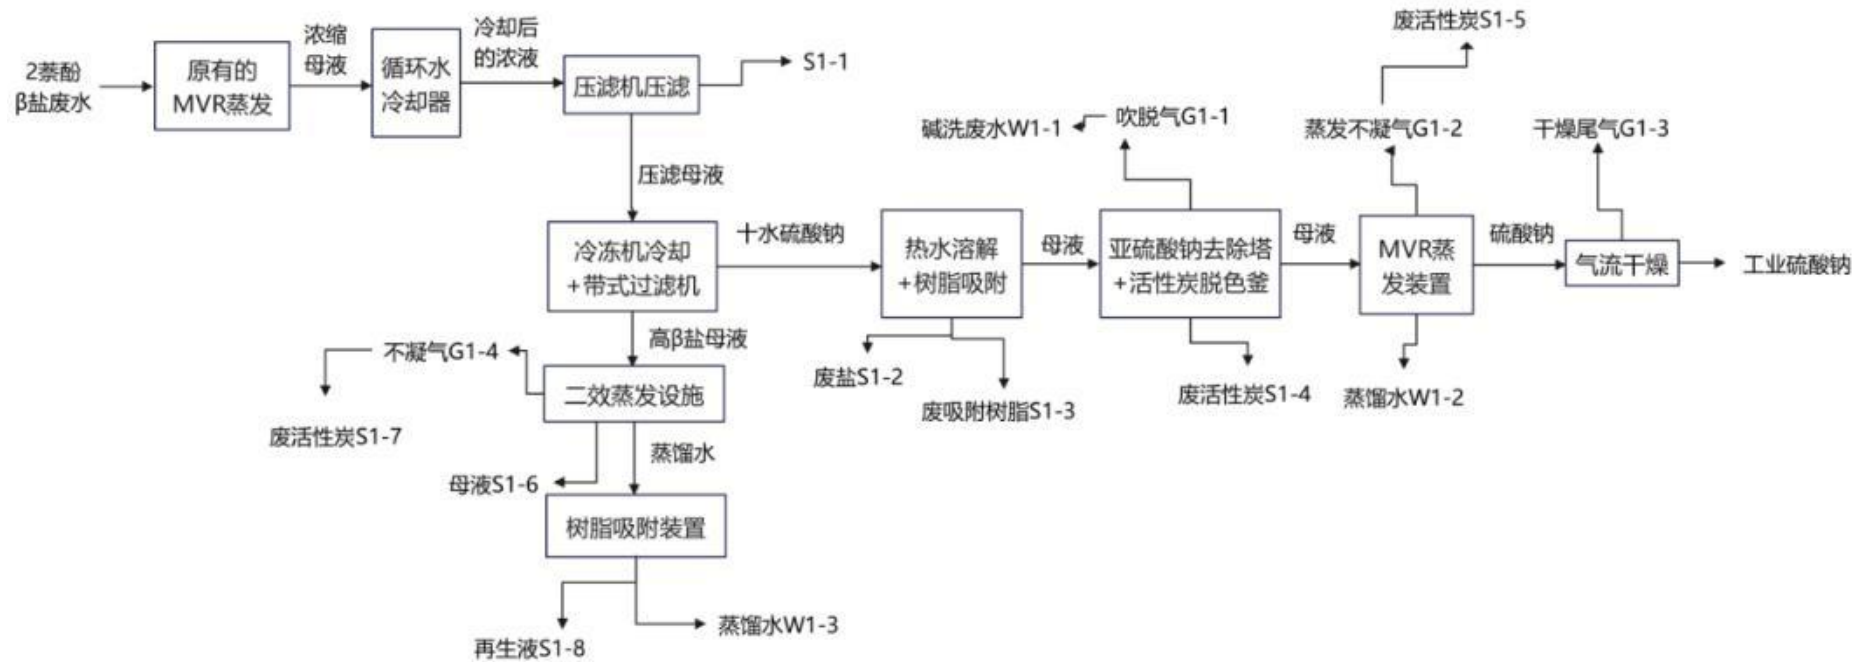 2萘酚
β盐废水
原有的
MVR蒸发
浓缩
母液
循环水
冷却器
冷却后
的浓液
压滤机压滤
S1-1
压滤母液
冷冻机冷却
+带式过滤机
十水硫酸钠
热水溶解
+树脂吸附
母液
亚硫酸钠去除塔
+活性炭脱色釜
母液
MVR蒸
发装置
硫酸钠
气流干燥
工业硫酸钠
碱洗废水W1-1
吹脱气G1-1
废活性炭S1-5
蒸发不凝气G1-2
干燥尾气G1-3
废盐S1-2
废吸附树脂S1-3
废活性炭S1-4
蒸馏水W1-2
高β盐母液
不凝气G1-4
二效蒸发设施
废活性炭S1-7
蒸馏水
母液S1-6
树脂吸附装置
蒸馏水W1-3
再生液S1-8